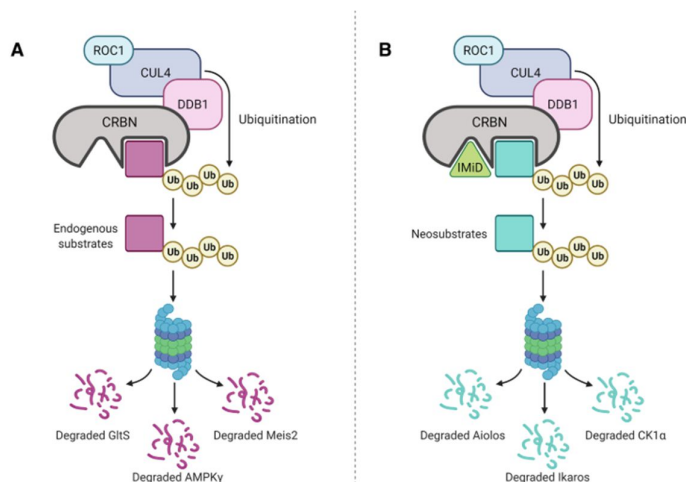 A
ROC1
CUL4
DDB1
CRBN
Ubiquitination
Ub Ub Ub Ub
Endogenous
substrates
Ub Ub Ub Ub
Degraded GltS
Degraded Meis2
Degraded AMPKγ
B
ROC1
CUL4
DDB1
CRBN
Ubiquitination
IMiD
Ub Ub Ub Ub
Neosubstrates
Ub Ub Ub Ub
Degraded Aiolos
Degraded CK1α
Degraded Ikaros